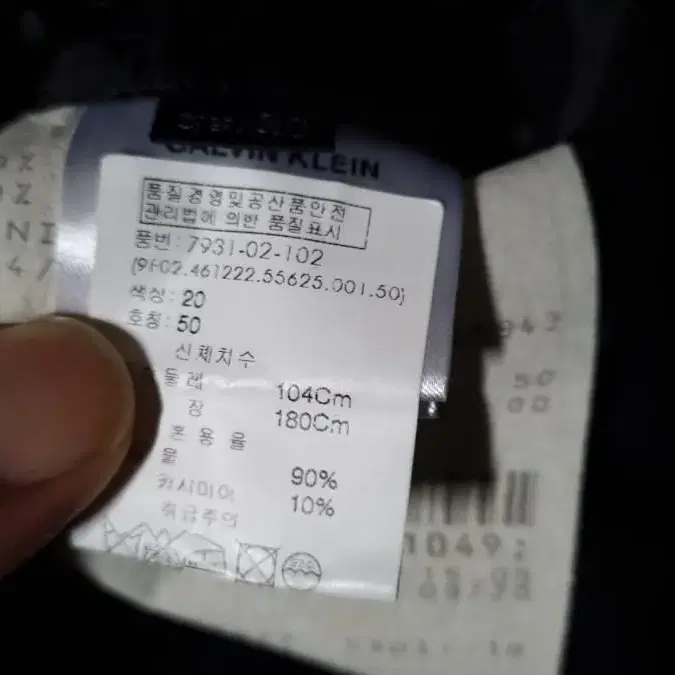 CALVIN KLEIN
품질경영및공산품안전
관리법에 의한 품질표시
품번: 7931-02-102
(9F02.461222.55625.001.50)
색상: 20
호칭: 50
신체치수
둘레 104Cm
장 180Cm
혼용율
울 90%
캐시미어 10%
취급주의
50
00
1049